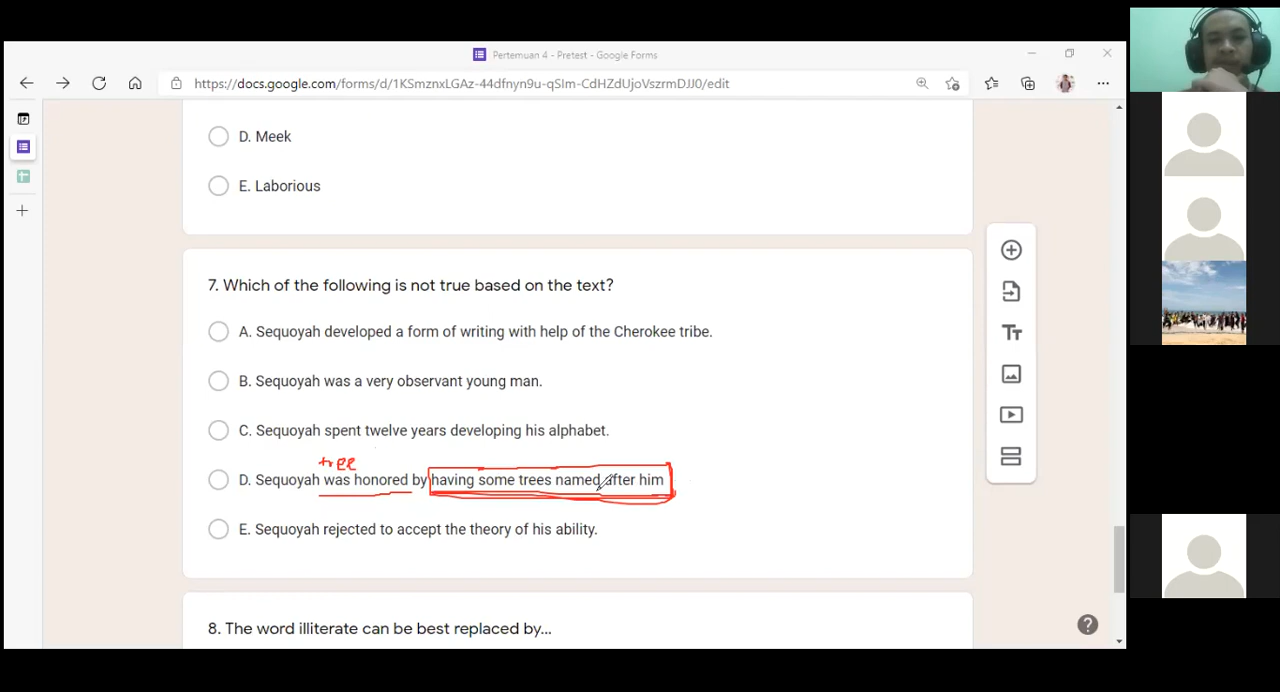 Pertemuan 4 - Pretest - Google Forms
https://docs.google.com/forms/d/1KSmznxLGAz-44dfnyn9u-qSIm-CdHZdUjoVszrmDJJ0/edit
D. Meek
E. Laborious
7. Which of the following is not true based on the text?
A. Sequoyah developed a form of writing with help of the Cherokee tribe.
B. Sequoyah was a very observant young man.
C. Sequoyah spent twelve years developing his alphabet.
tree
D. Sequoyah was honored by having some trees named after him
E. Sequoyah rejected to accept the theory of his ability.
8. The word illiterate can be best replaced by...